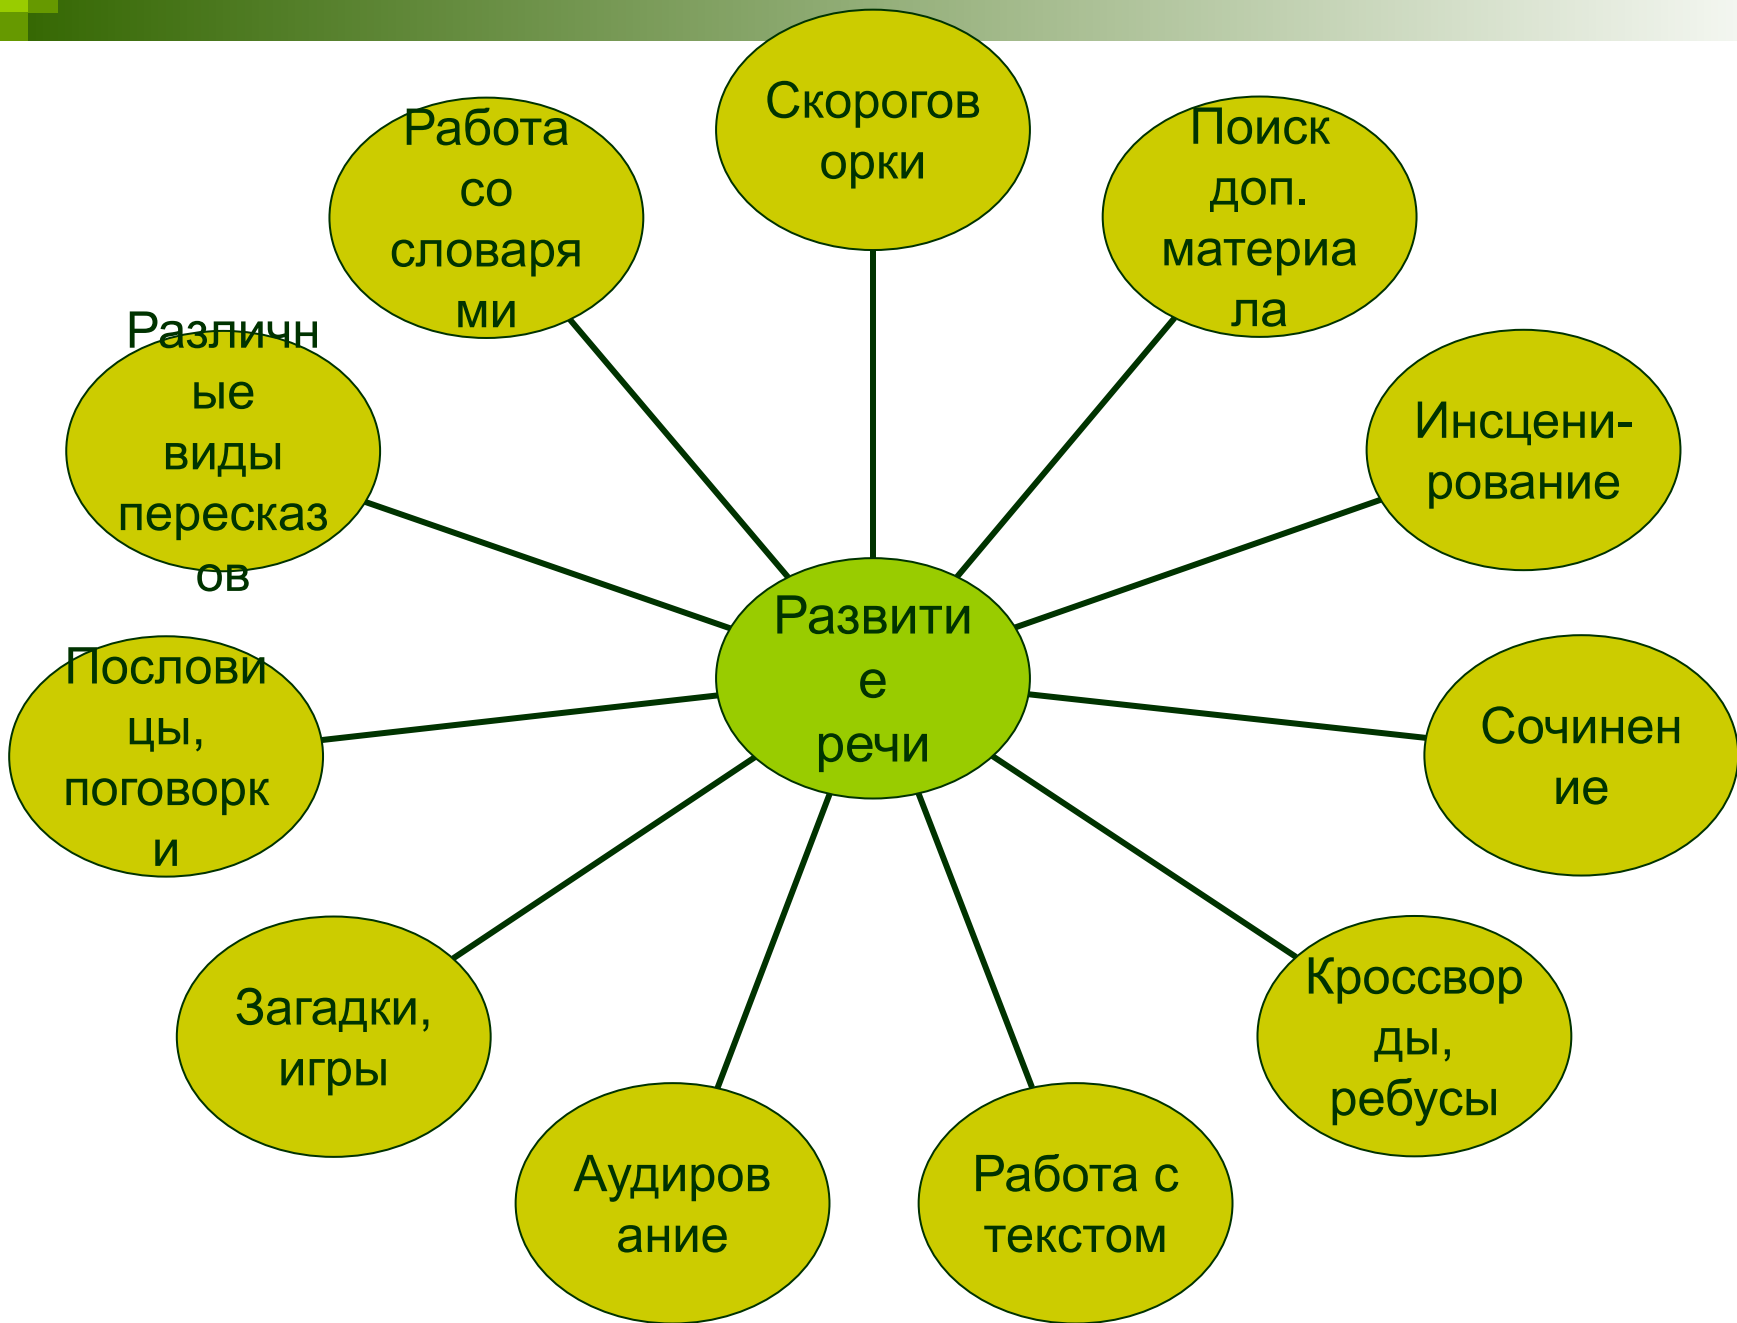 Скорогов
орки
Поиск
доп.
материа
ла
Инсцени-
рование
Сочинен
ие
Кроссвор
ды,
ребусы
Работа с
текстом
Аудиров
ание
Загадки,
игры
Послови
цы,
поговорк
и
Различн
ые
виды
пересказ
ов
Работа
со
словаря
ми
Развити
е
речи